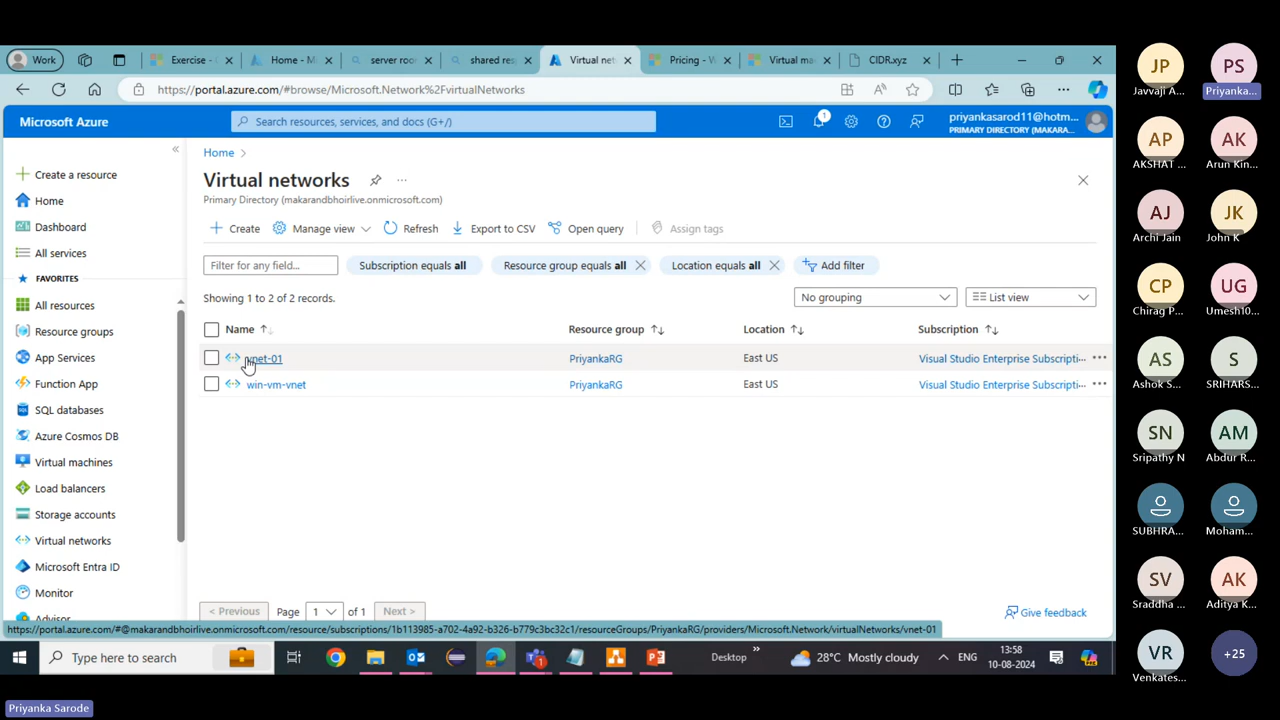 Work
Exercise -
Home - Mi
server roo
shared res
Virtual net
Pricing - W
Virtual ma
CIDR.xyz
https://portal.azure.com/#browse/Microsoft.Network%2FvirtualNetworks
Microsoft Azure
Search resources, services, and docs (G+/)
1
priyankasarod11@hotm...
PRIMARY DIRECTORY (MAKARA...
Home >
Create a resource
Home
Dashboard
All services
FAVORITES
All resources
Resource groups
App Services
Function App
SQL databases
Azure Cosmos DB
Virtual machines
Load balancers
Storage accounts
Virtual networks
Microsoft Entra ID
Monitor
Advisor
Virtual networks
Primary Directory (makarandbhoirlive.onmicrosoft.com)
Create
Manage view
Refresh
Export to CSV
Open query
Assign tags
Filter for any field...
Subscription equals all
Resource group equals all
Location equals all
Add filter
Showing 1 to 2 of 2 records.
No grouping
List view
Name
Resource group
Location
Subscription
vnet-01
PriyankaRG
East US
Visual Studio Enterprise Subscripti...
win-vm-vnet
PriyankaRG
East US
Visual Studio Enterprise Subscripti...
< Previous
Page
1
of 1
Next >
Give feedback
https://portal.azure.com/#@makarandbhoirlive.onmicrosoft.com/resource/subscriptions/1b113985-a702-4a92-b326-b779c3bc32c1/resourceGroups/PriyankaRG/providers/Microsoft.Network/virtualNetworks/vnet-01
Type here to search
Desktop
28°C Mostly cloudy
ENG
13:58
10-08-2024
Priyanka Sarode
JP
Javvaji A...
PS
Priyanka...
AP
AKSHAT ...
AK
Arun Kin...
AJ
Archi Jain
JK
John K
CP
Chirag P...
UG
Umesh10...
AS
Ashok S...
S
SRIHARS...
SN
Sripathy N
AM
Abdur R...
SUBHRA...
Moham...
SV
Sraddha ...
AK
Aditya K...
VR
Venkates...
+25